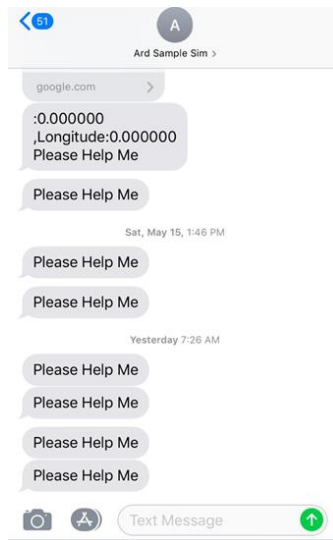 51
A
Ard Sample Sim >
google.com >
:0.000000
,Longitude:0.000000
Please Help Me
Please Help Me
Sat, May 15, 1:46 PM
Please Help Me
Please Help Me
Yesterday 7:26 AM
Please Help Me
Please Help Me
Please Help Me
Please Help Me
Text Message